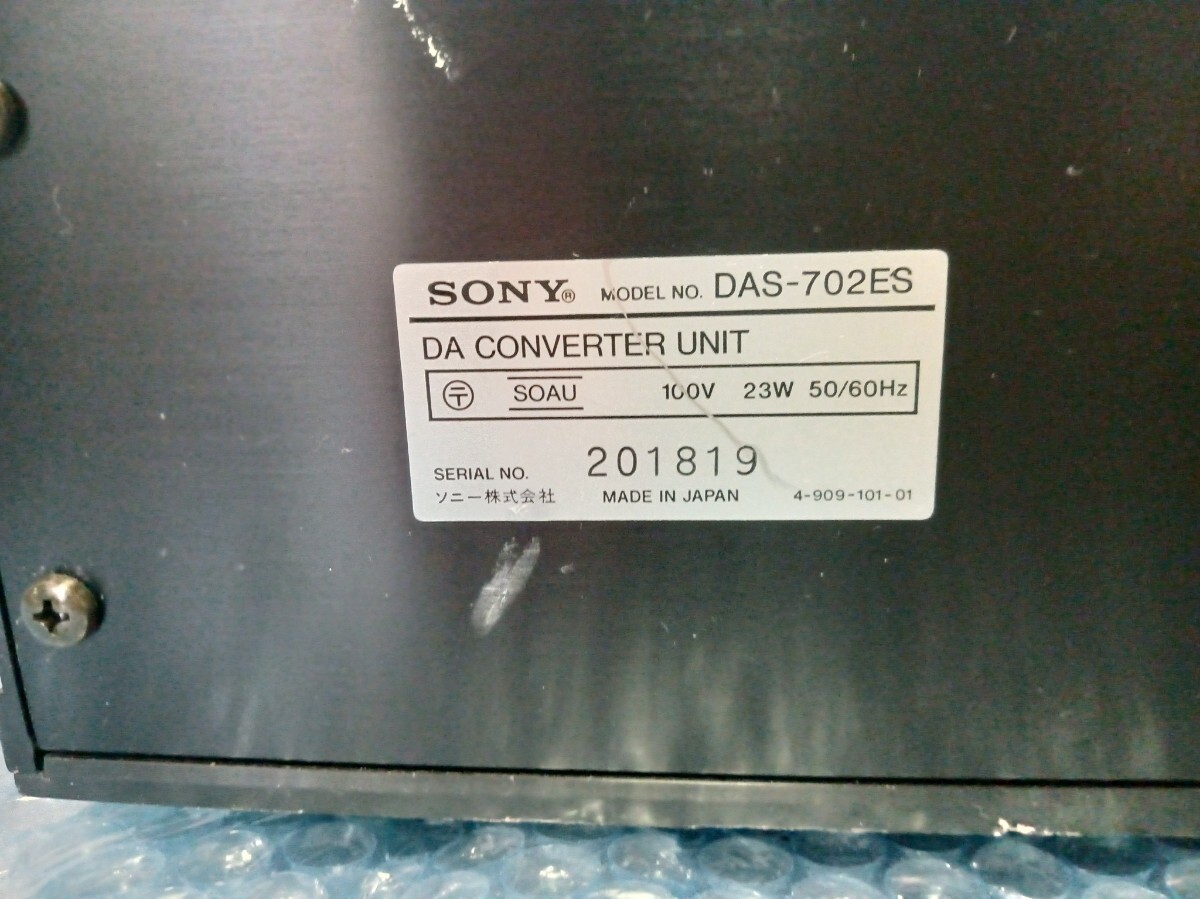 SONY® MODEL NO. DAS-702ES
DA CONVERTER UNIT
〒 SOAU 100V 23W 50/60Hz
SERIAL NO. 201819
ソニー株式会社 MADE IN JAPAN 4-909-101-01